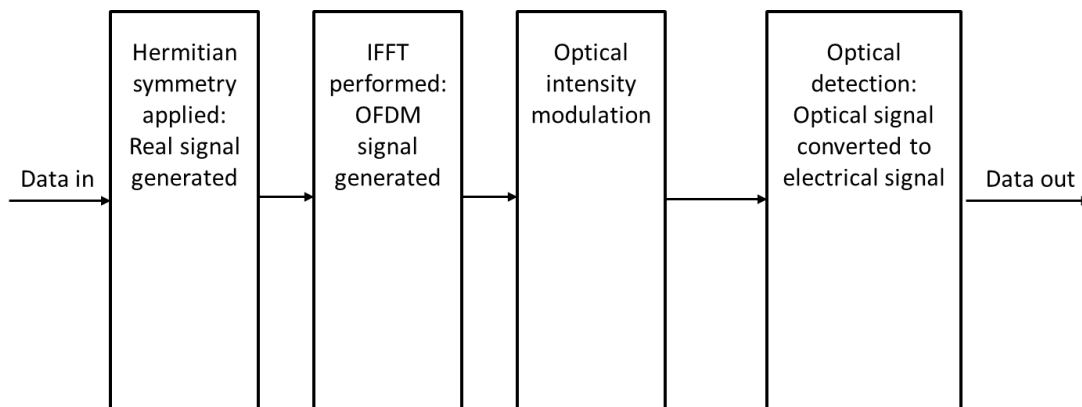 Data in
Hermitian
symmetry
applied:
Real signal
generated
IFFT
performed:
OFDM
signal
generated
Optical
intensity
modulation
Optical
detection:
Optical signal
converted to
electrical signal
Data out